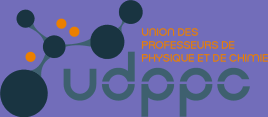 UNION DES
PROFESSEURS DE
PHYSIQUE ET DE CHIMIE
udppc